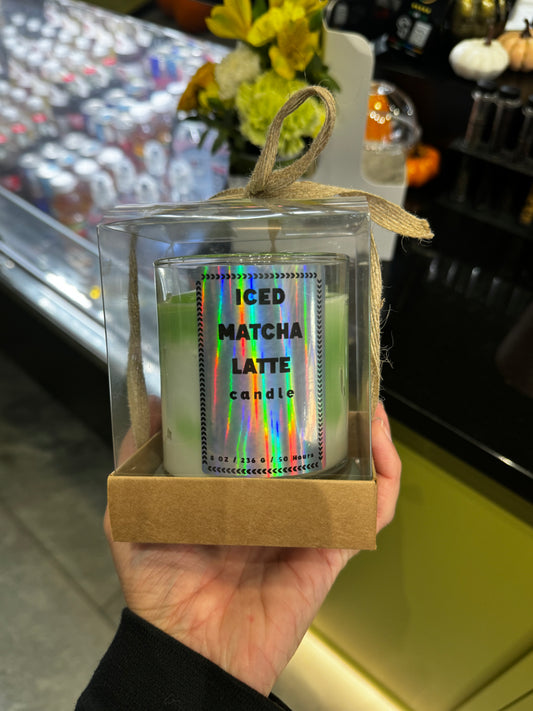 ICED
MATCHA
LATTE
candle
8 OZ / 236 G / 50 Hours